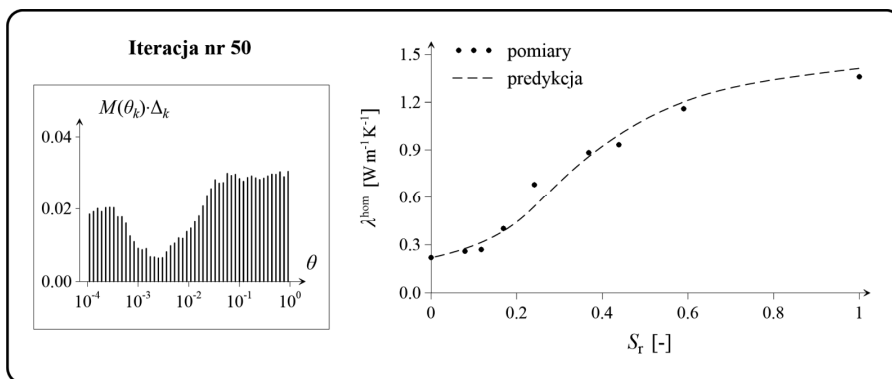 Iteracja nr 50
M(θₖ)·Δₖ
0.04
0.02
0.00
10⁻⁴ 10⁻³ 10⁻² 10⁻¹ 10⁰
θ
λʰᵒᵐ [W m⁻¹K⁻¹]
1.5
1.2
0.9
0.6
0.3
0.0
0 0.2 0.4 0.6 0.8 1
Sᵣ [-]
pomiary
predykcja